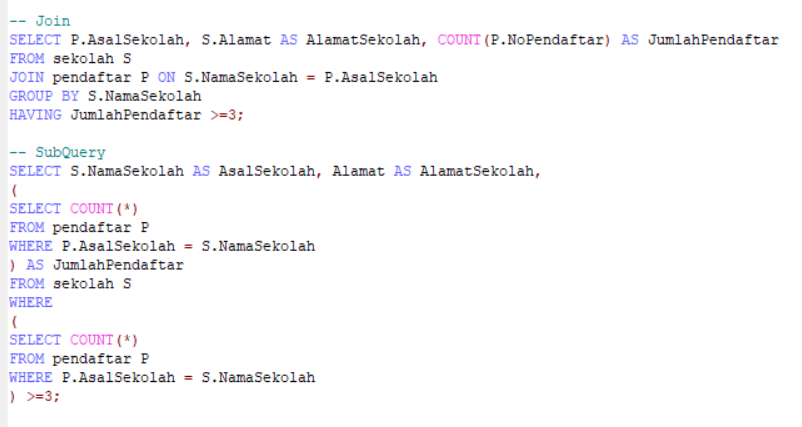 -- Join
SELECT P.AsalSekolah, S.Alamat AS AlamatSekolah, COUNT(P.NoPendaftar) AS JumlahPendaftar
FROM sekolah S
JOIN pendaftar P ON S.NamaSekolah = P.AsalSekolah
GROUP BY S.NamaSekolah
HAVING JumlahPendaftar >=3;
-- SubQuery
SELECT S.NamaSekolah AS AsalSekolah, Alamat AS AlamatSekolah,
(
SELECT COUNT(*)
FROM pendaftar P
WHERE P.AsalSekolah = S.NamaSekolah
) AS JumlahPendaftar
FROM sekolah S
WHERE
(
SELECT COUNT(*)
FROM pendaftar P
WHERE P.AsalSekolah = S.NamaSekolah
) >=3;